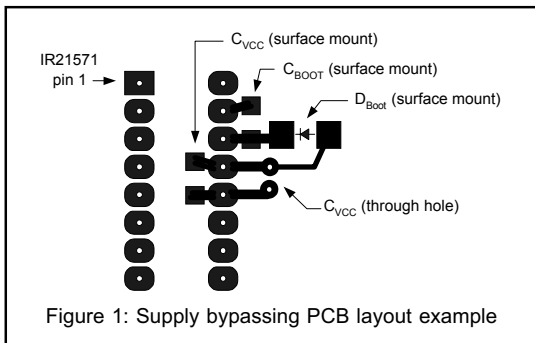 C_VCC (surface mount)
IR21571
pin 1
C_BOOT (surface mount)
D_Boot (surface mount)
C_VCC (through hole)
Figure 1: Supply bypassing PCB layout example